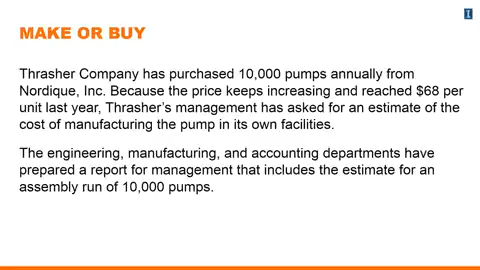 MAKE OR BUY
Thrasher Company has purchased 10,000 pumps annually from
Nordique, Inc. Because the price keeps increasing and reached $68 per
unit last year, Thrasher’s management has asked for an estimate of the
cost of manufacturing the pump in its own facilities.
The engineering, manufacturing, and accounting departments have
prepared a report for management that includes the estimate for an
assembly run of 10,000 pumps.